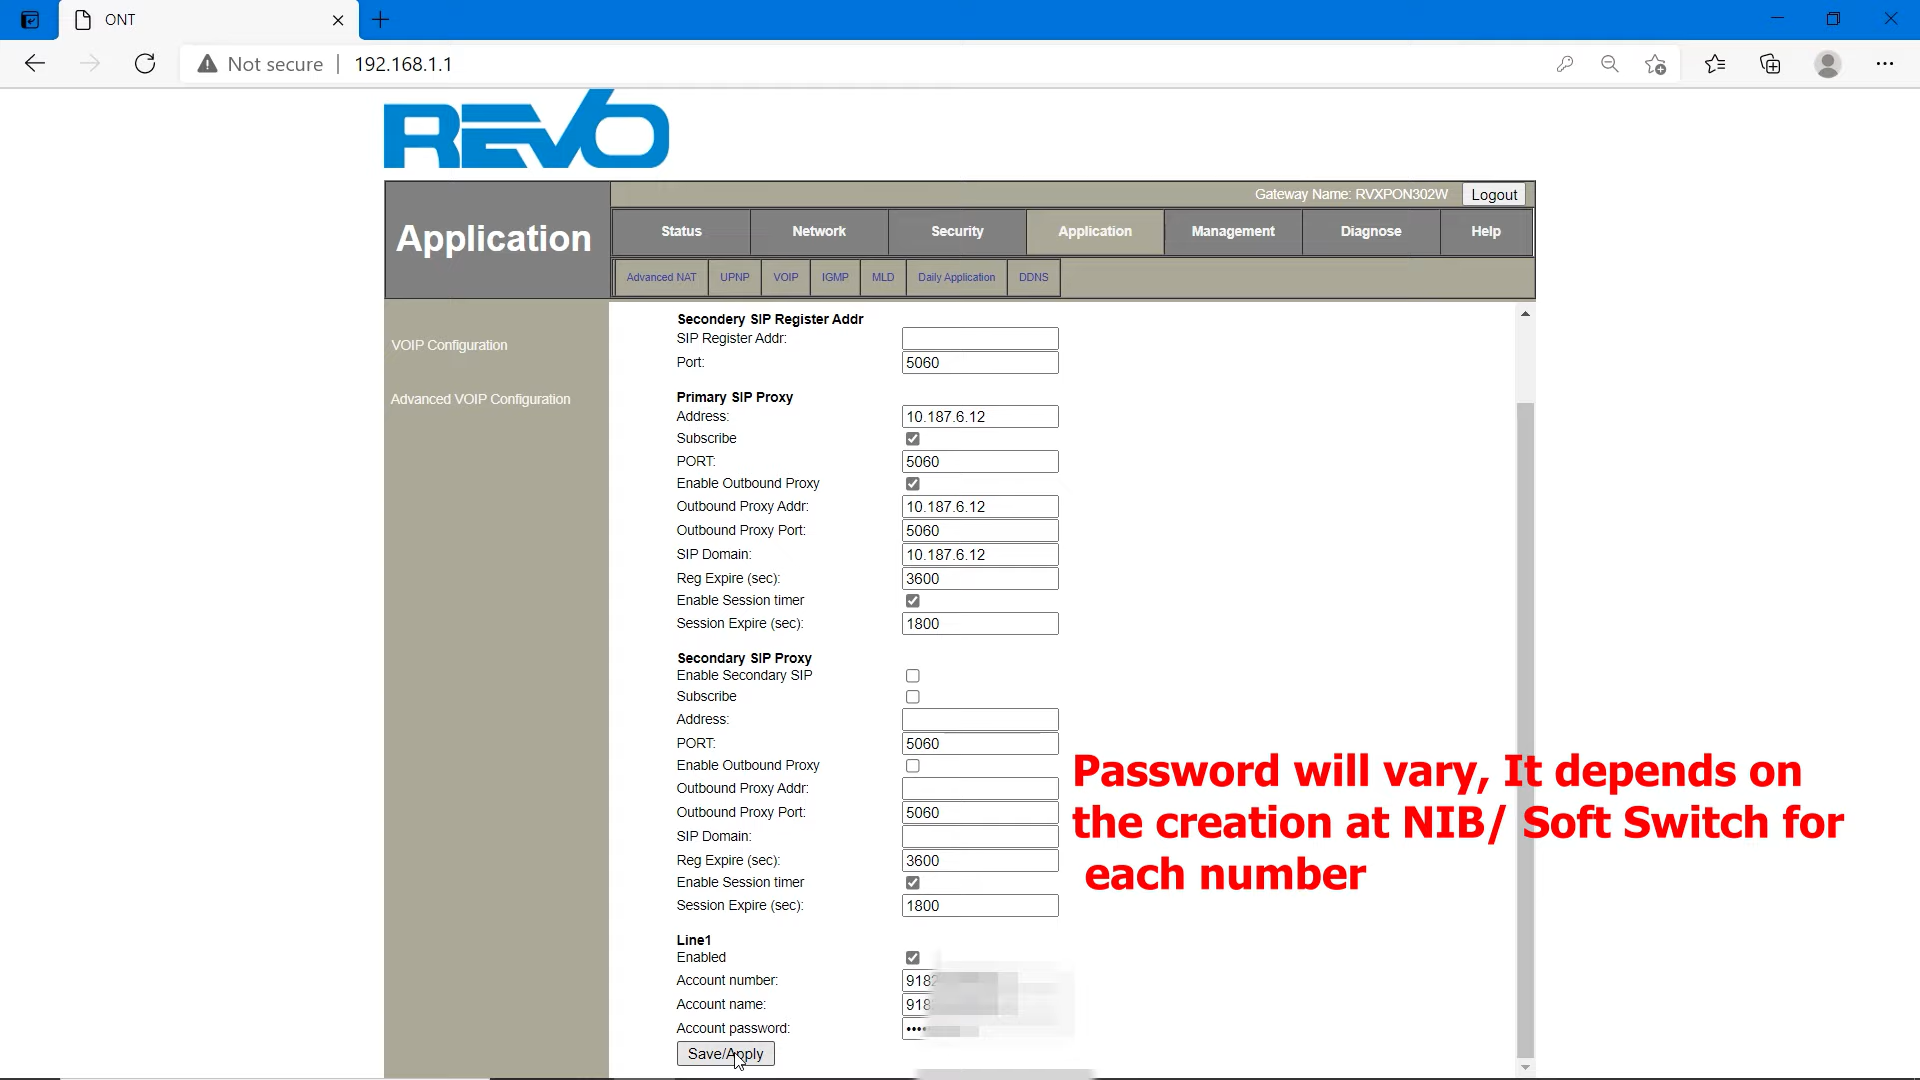 ONT
Not secure
192.168.1.1
REVO
Gateway Name: RVXPON302W
Logout
Application
Status
Network
Security
Application
Management
Diagnose
Help
Advanced NAT
UPNP
VOIP
IGMP
MLD
Daily Application
DDNS
VOIP Configuration
Advanced VOIP Configuration
Secondery SIP Register Addr
SIP Register Addr:
Port: 5060
Primary SIP Proxy
Address: 10.187.6.12
Subscribe
PORT: 5060
Enable Outbound Proxy
Outbound Proxy Addr: 10.187.6.12
Outbound Proxy Port: 5060
SIP Domain: 10.187.6.12
Reg Expire (sec): 3600
Enable Session timer
Session Expire (sec): 1800
Secondary SIP Proxy
Enable Secondary SIP
Subscribe
Address:
PORT: 5060
Enable Outbound Proxy
Outbound Proxy Addr:
Outbound Proxy Port: 5060
SIP Domain:
Reg Expire (sec): 3600
Enable Session timer
Session Expire (sec): 1800
Line1
Enabled
Account number:
Account name:
Account password:
Save/Apply
Password will vary, It depends on
the creation at NIB/ Soft Switch for
each number